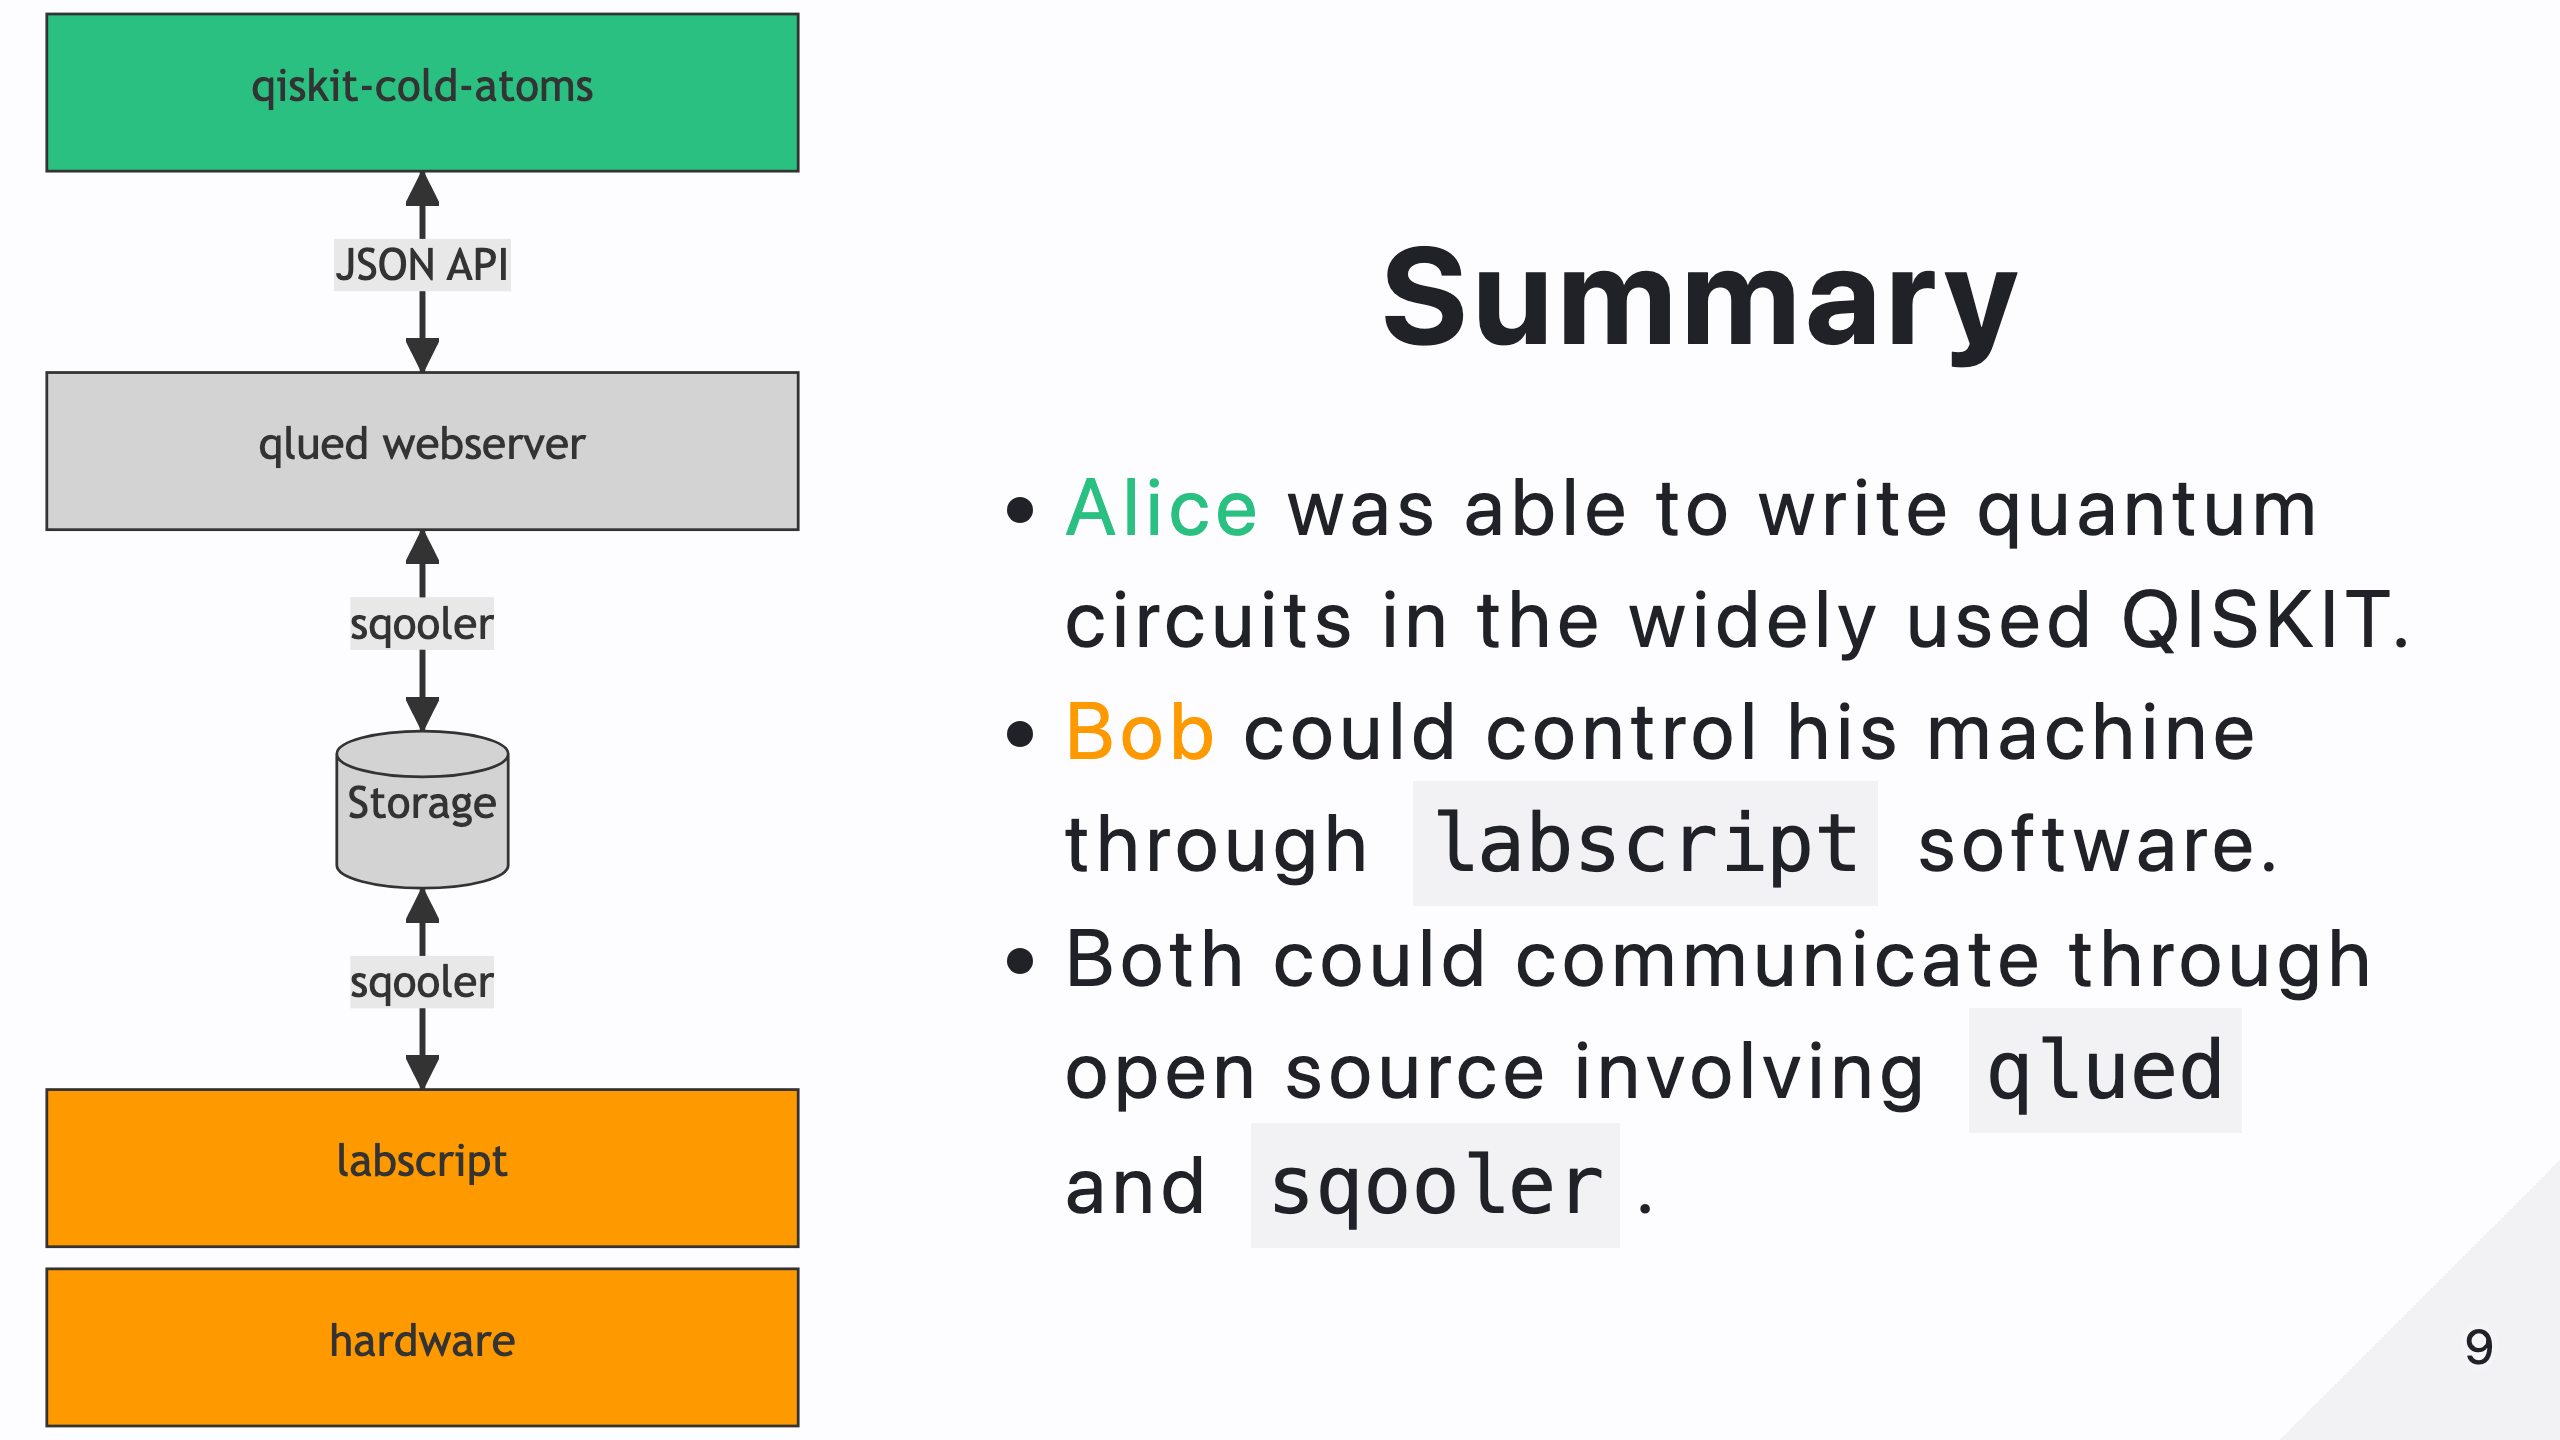 qiskit-cold-atoms
JSON API
qlued webserver
sqooler
Storage
sqooler
labscript
hardware
Summary
• Alice was able to write quantum
circuits in the widely used QISKIT.
• Bob could control his machine
through labscript software.
• Both could communicate through
open source involving qlued
and sqooler .
9